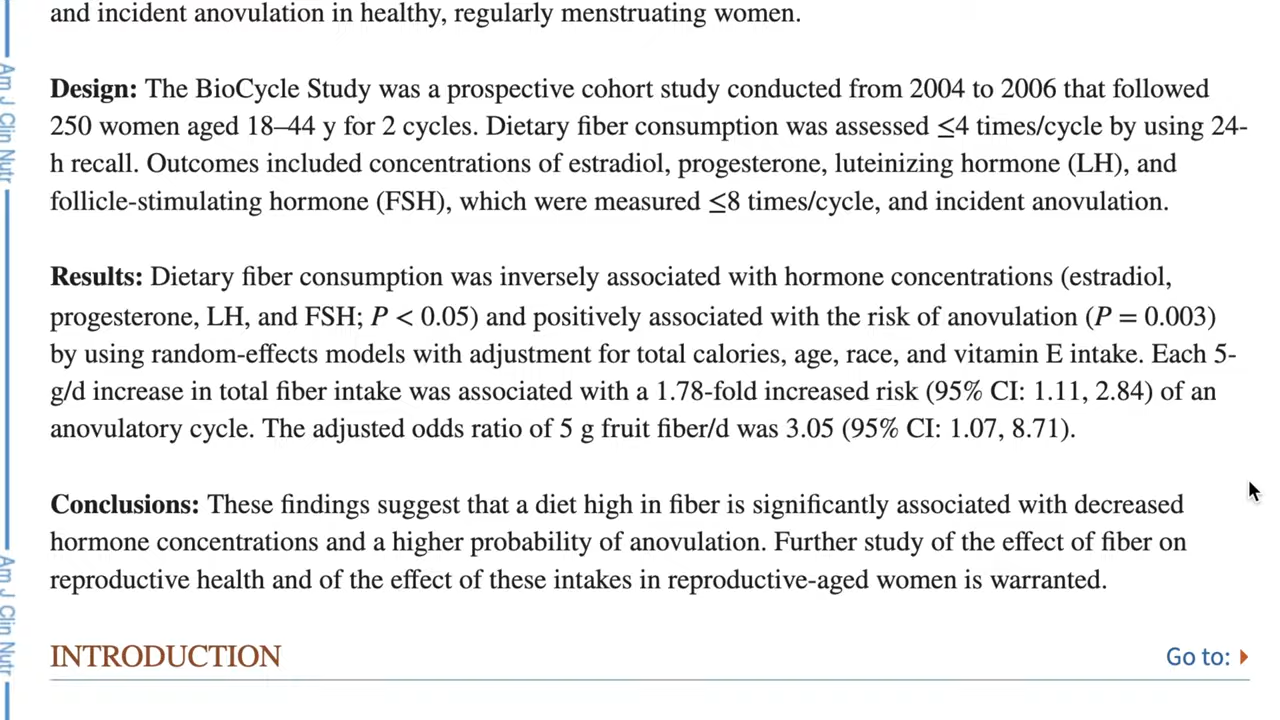 and incident anovulation in healthy, regularly menstruating women.
Design: The BioCycle Study was a prospective cohort study conducted from 2004 to 2006 that followed
250 women aged 18–44 y for 2 cycles. Dietary fiber consumption was assessed ≤4 times/cycle by using 24-
h recall. Outcomes included concentrations of estradiol, progesterone, luteinizing hormone (LH), and
follicle-stimulating hormone (FSH), which were measured ≤8 times/cycle, and incident anovulation.
Results: Dietary fiber consumption was inversely associated with hormone concentrations (estradiol,
progesterone, LH, and FSH; P < 0.05) and positively associated with the risk of anovulation (P = 0.003)
by using random-effects models with adjustment for total calories, age, race, and vitamin E intake. Each 5-
g/d increase in total fiber intake was associated with a 1.78-fold increased risk (95% CI: 1.11, 2.84) of an
anovulatory cycle. The adjusted odds ratio of 5 g fruit fiber/d was 3.05 (95% CI: 1.07, 8.71).
Conclusions: These findings suggest that a diet high in fiber is significantly associated with decreased
hormone concentrations and a higher probability of anovulation. Further study of the effect of fiber on
reproductive health and of the effect of these intakes in reproductive-aged women is warranted.
INTRODUCTION
Go to:
Am J Clin Nutr
Am J Clin Nutr